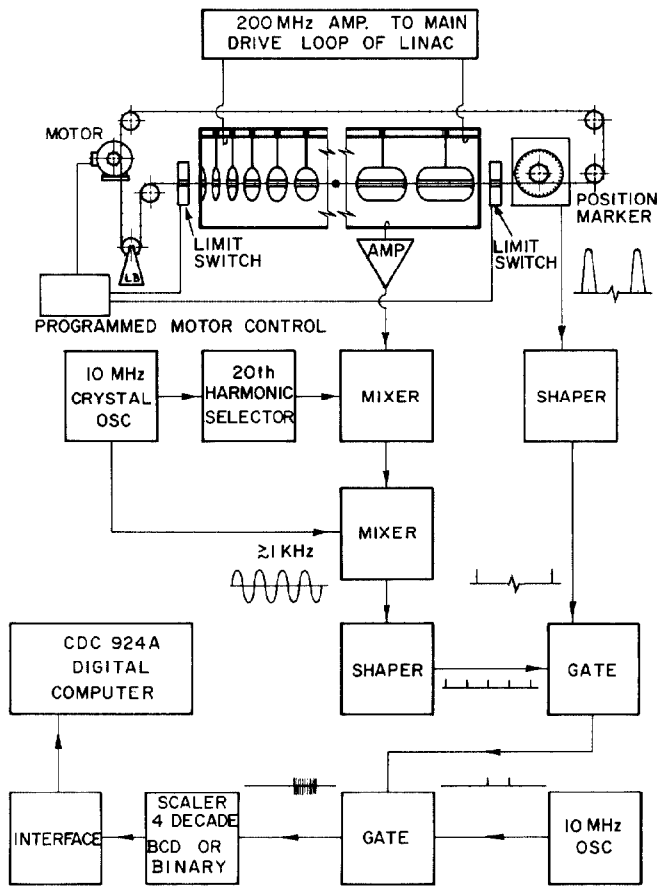 200 MHz AMP. TO MAIN
DRIVE LOOP OF LINAC
MOTOR
LIMIT
SWITCH
LB
AMP.
LIMIT
SWITCH
POSITION
MARKER
PROGRAMMED MOTOR CONTROL
10 MHz
CRYSTAL
OSC
20th
HARMONIC
SELECTOR
MIXER
SHAPER
MIXER
≳1 KHz
CDC 924A
DIGITAL
COMPUTER
SHAPER
GATE
INTERFACE
SCALER
4 DECADE
BCD OR
BINARY
GATE
10 MHz
OSC